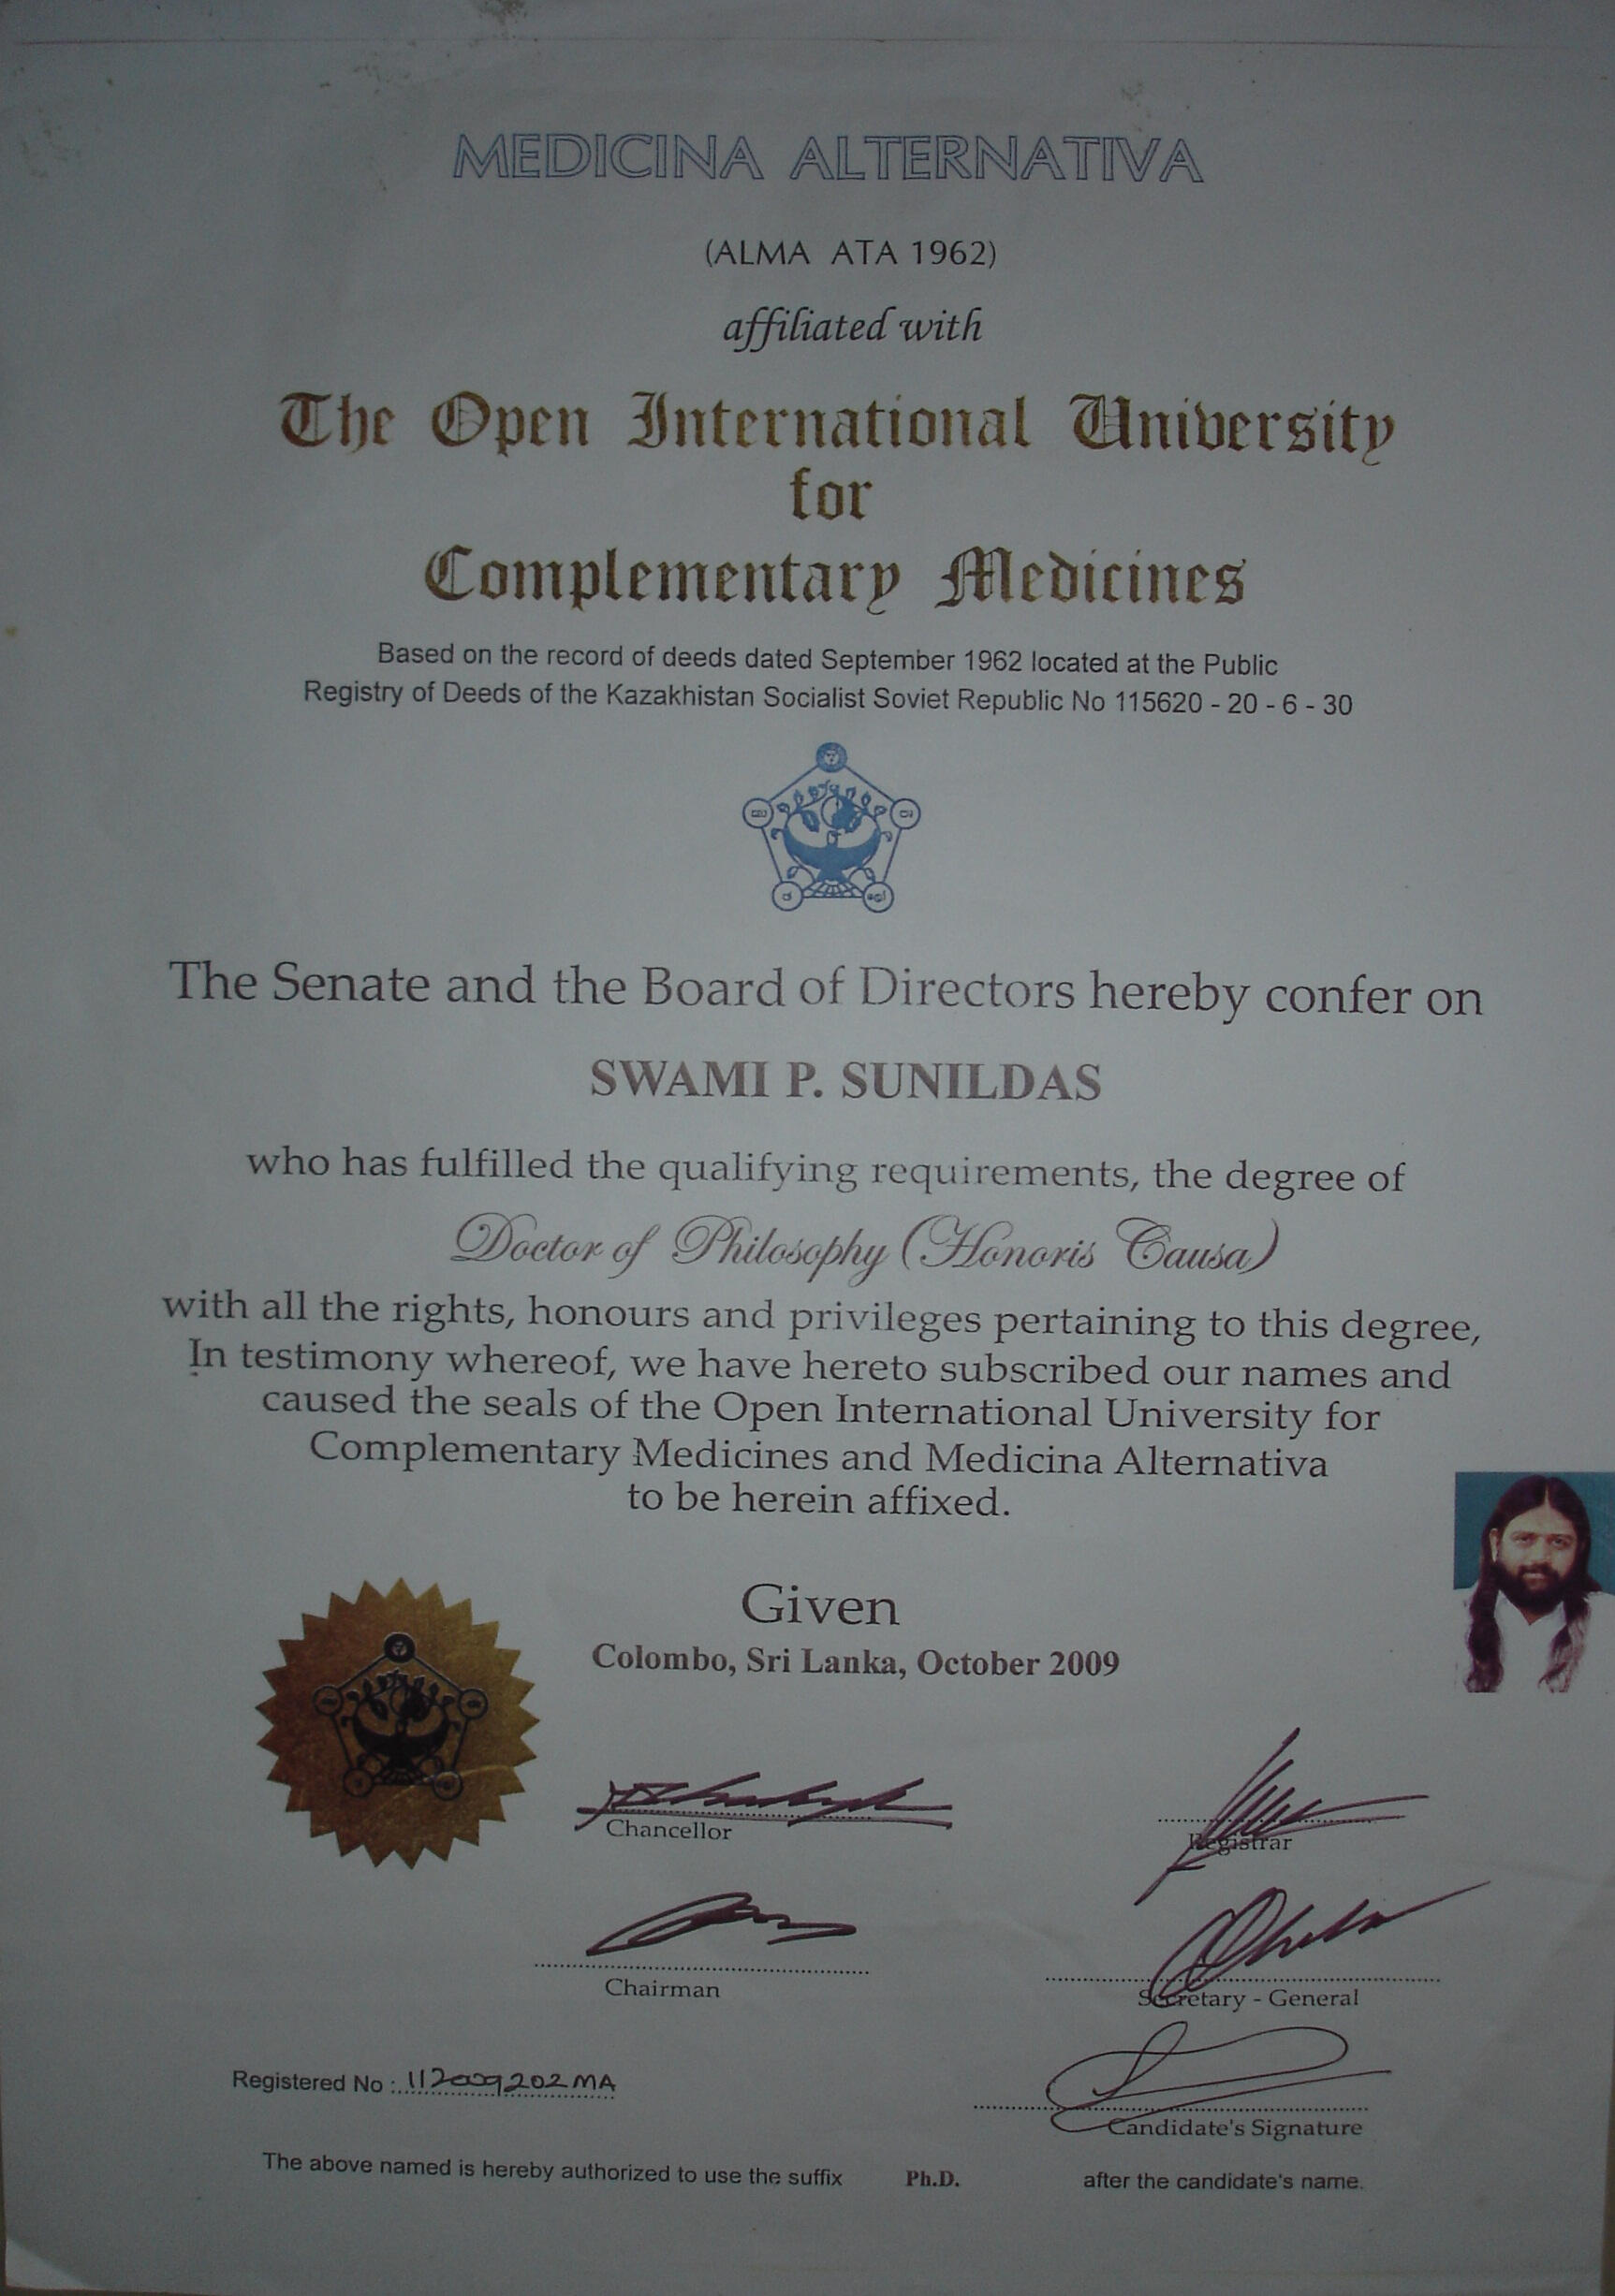 MEDICINA ALTERNATIVA
(ALMA ATA 1962)
affiliated with
The Open International University
for
Complementary Medicines
Based on the record of deeds dated September 1962 located at the Public
Registry of Deeds of the Kazakhistan Socialist Soviet Republic No 115620 - 20 - 6 - 30
The Senate and the Board of Directors hereby confer on
SWAMI P. SUNILDAS
who has fulfilled the qualifying requirements, the degree of
Doctor of Philosophy (Honoris Causa)
with all the rights, honours and privileges pertaining to this degree,
In testimony whereof, we have hereto subscribed our names and
caused the seals of the Open International University for
Complementary Medicines and Medicina Alternativa
to be herein affixed.
Given
Colombo, Sri Lanka, October 2009
Chancellor
Registrar
Chairman
Secretary - General
Registered No : 112009202MA
Candidate's Signature
The above named is hereby authorized to use the suffix Ph.D. after the candidate's name.